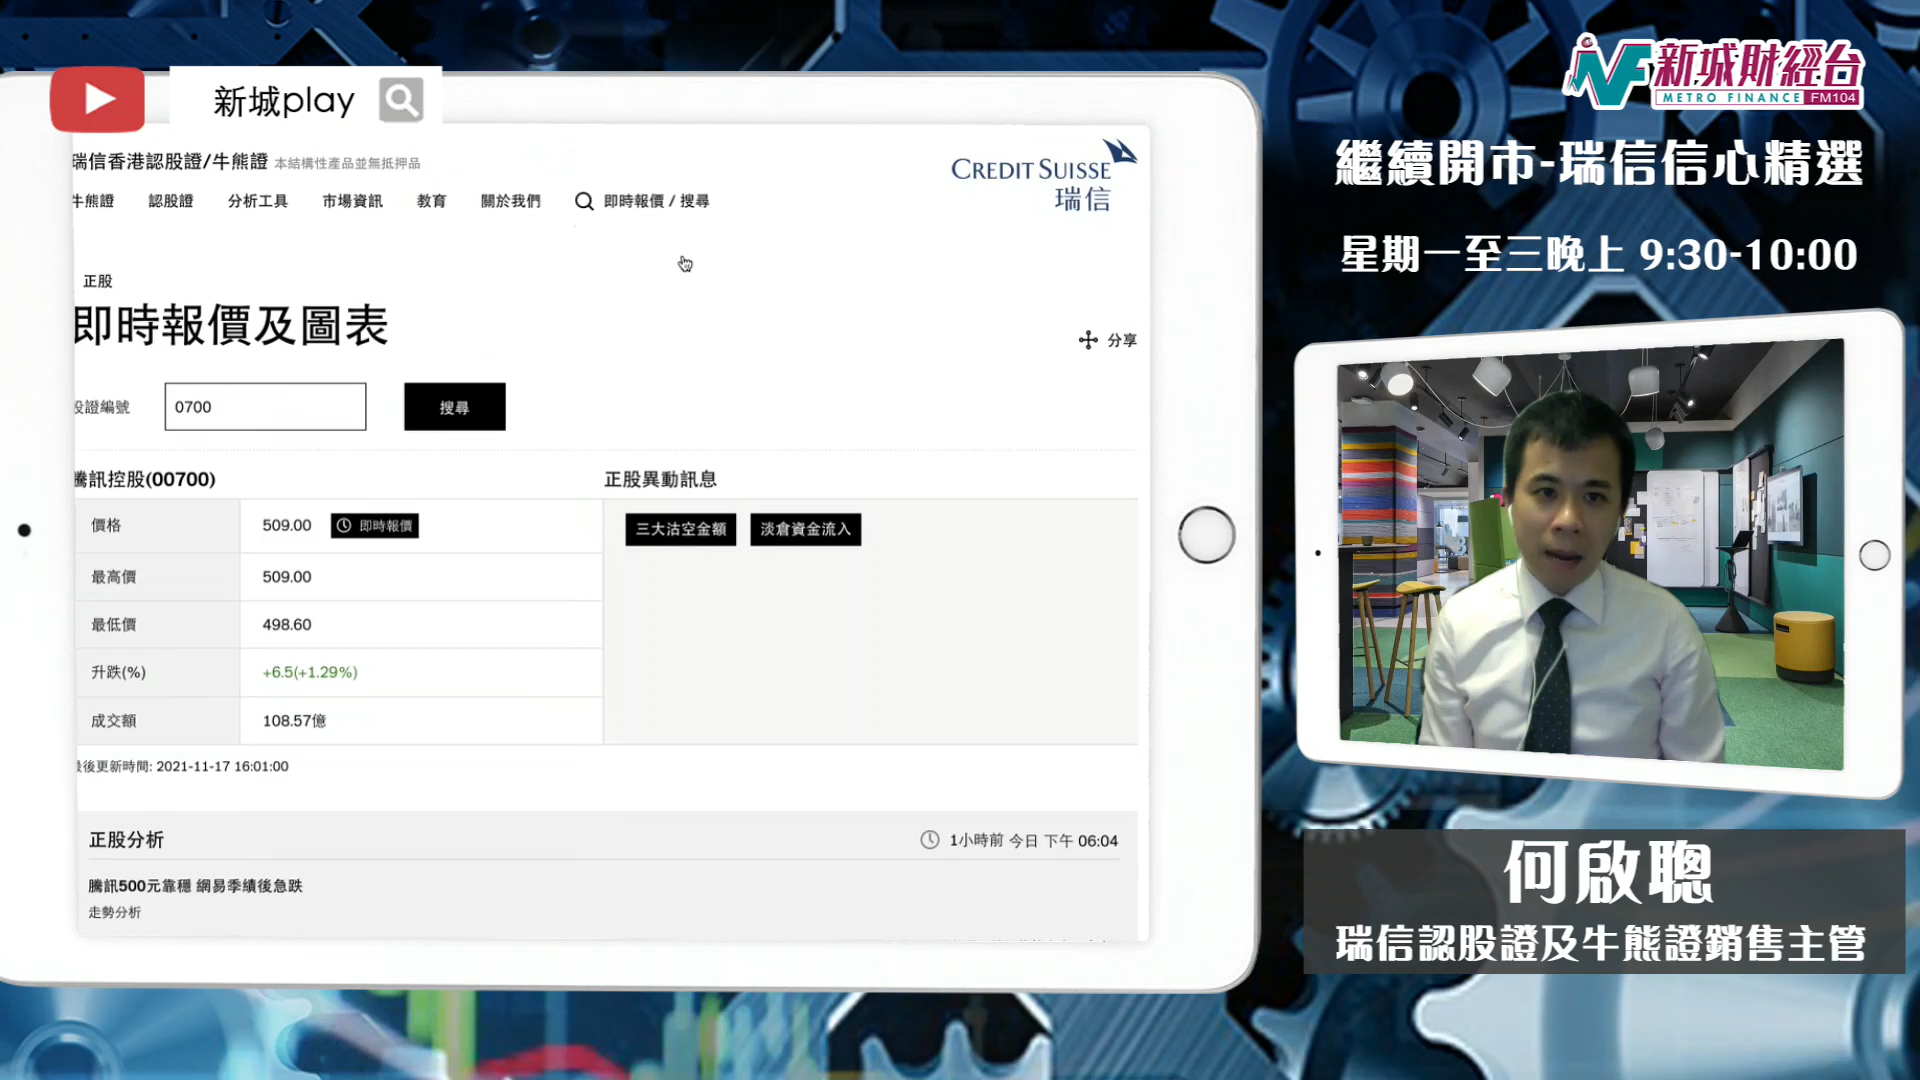 新城play
新城財經台
METRO FINANCE FM104
繼續開市-瑞信信心精選
星期一至三晚上 9:30-10:00
瑞信香港認股證/牛熊證 本結構性產品並無抵押品
CREDIT SUISSE
瑞信
牛熊證 認股證 分析工具 市場資訊 教育 關於我們 即時報價 / 搜尋
正股
即時報價及圖表
分享
證編號 0700 搜尋
騰訊控股(00700) 正股異動訊息
價格 509.00 即時報價 三大沽空金額 淡倉資金流入
最高價 509.00
最低價 498.60
升跌(%) +6.5(+1.29%)
成交額 108.57億
後更新時間: 2021-11-17 16:01:00
正股分析 1小時前 今日 下午 06:04
騰訊500元靠穩 網易季績後急跌
走勢分析
何啟聰
瑞信認股證及牛熊證銷售主管